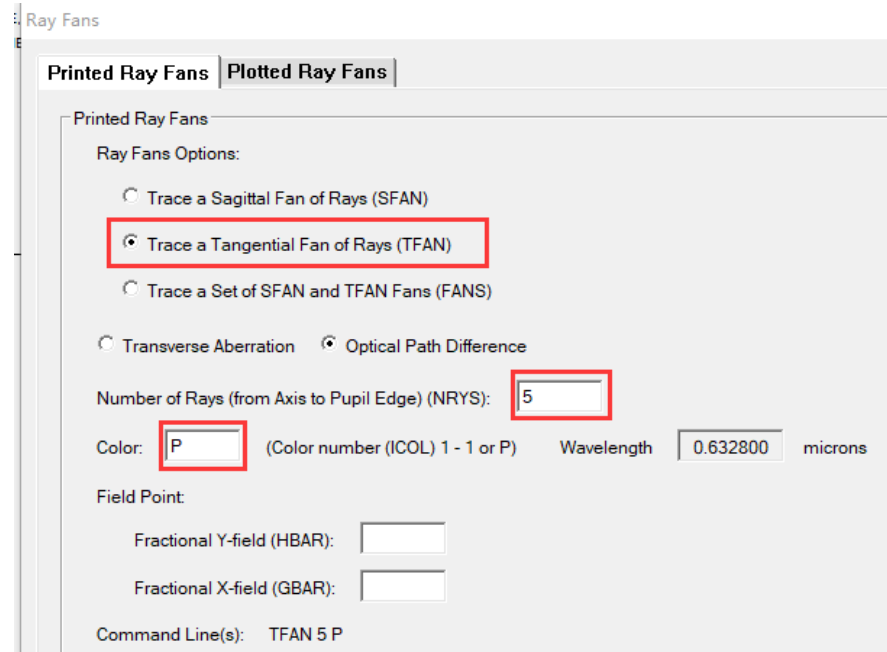 Ray Fans
Printed Ray Fans Plotted Ray Fans
Printed Ray Fans
Ray Fans Options:
Trace a Sagittal Fan of Rays (SFAN)
Trace a Tangential Fan of Rays (TFAN)
Trace a Set of SFAN and TFAN Fans (FANS)
Transverse Aberration Optical Path Difference
Number of Rays (from Axis to Pupil Edge) (NRYS): 5
Color: P (Color number (ICOL) 1 - 1 or P) Wavelength 0.632800 microns
Field Point:
Fractional Y-field (HBAR):
Fractional X-field (GBAR):
Command Line(s): TFAN 5 P